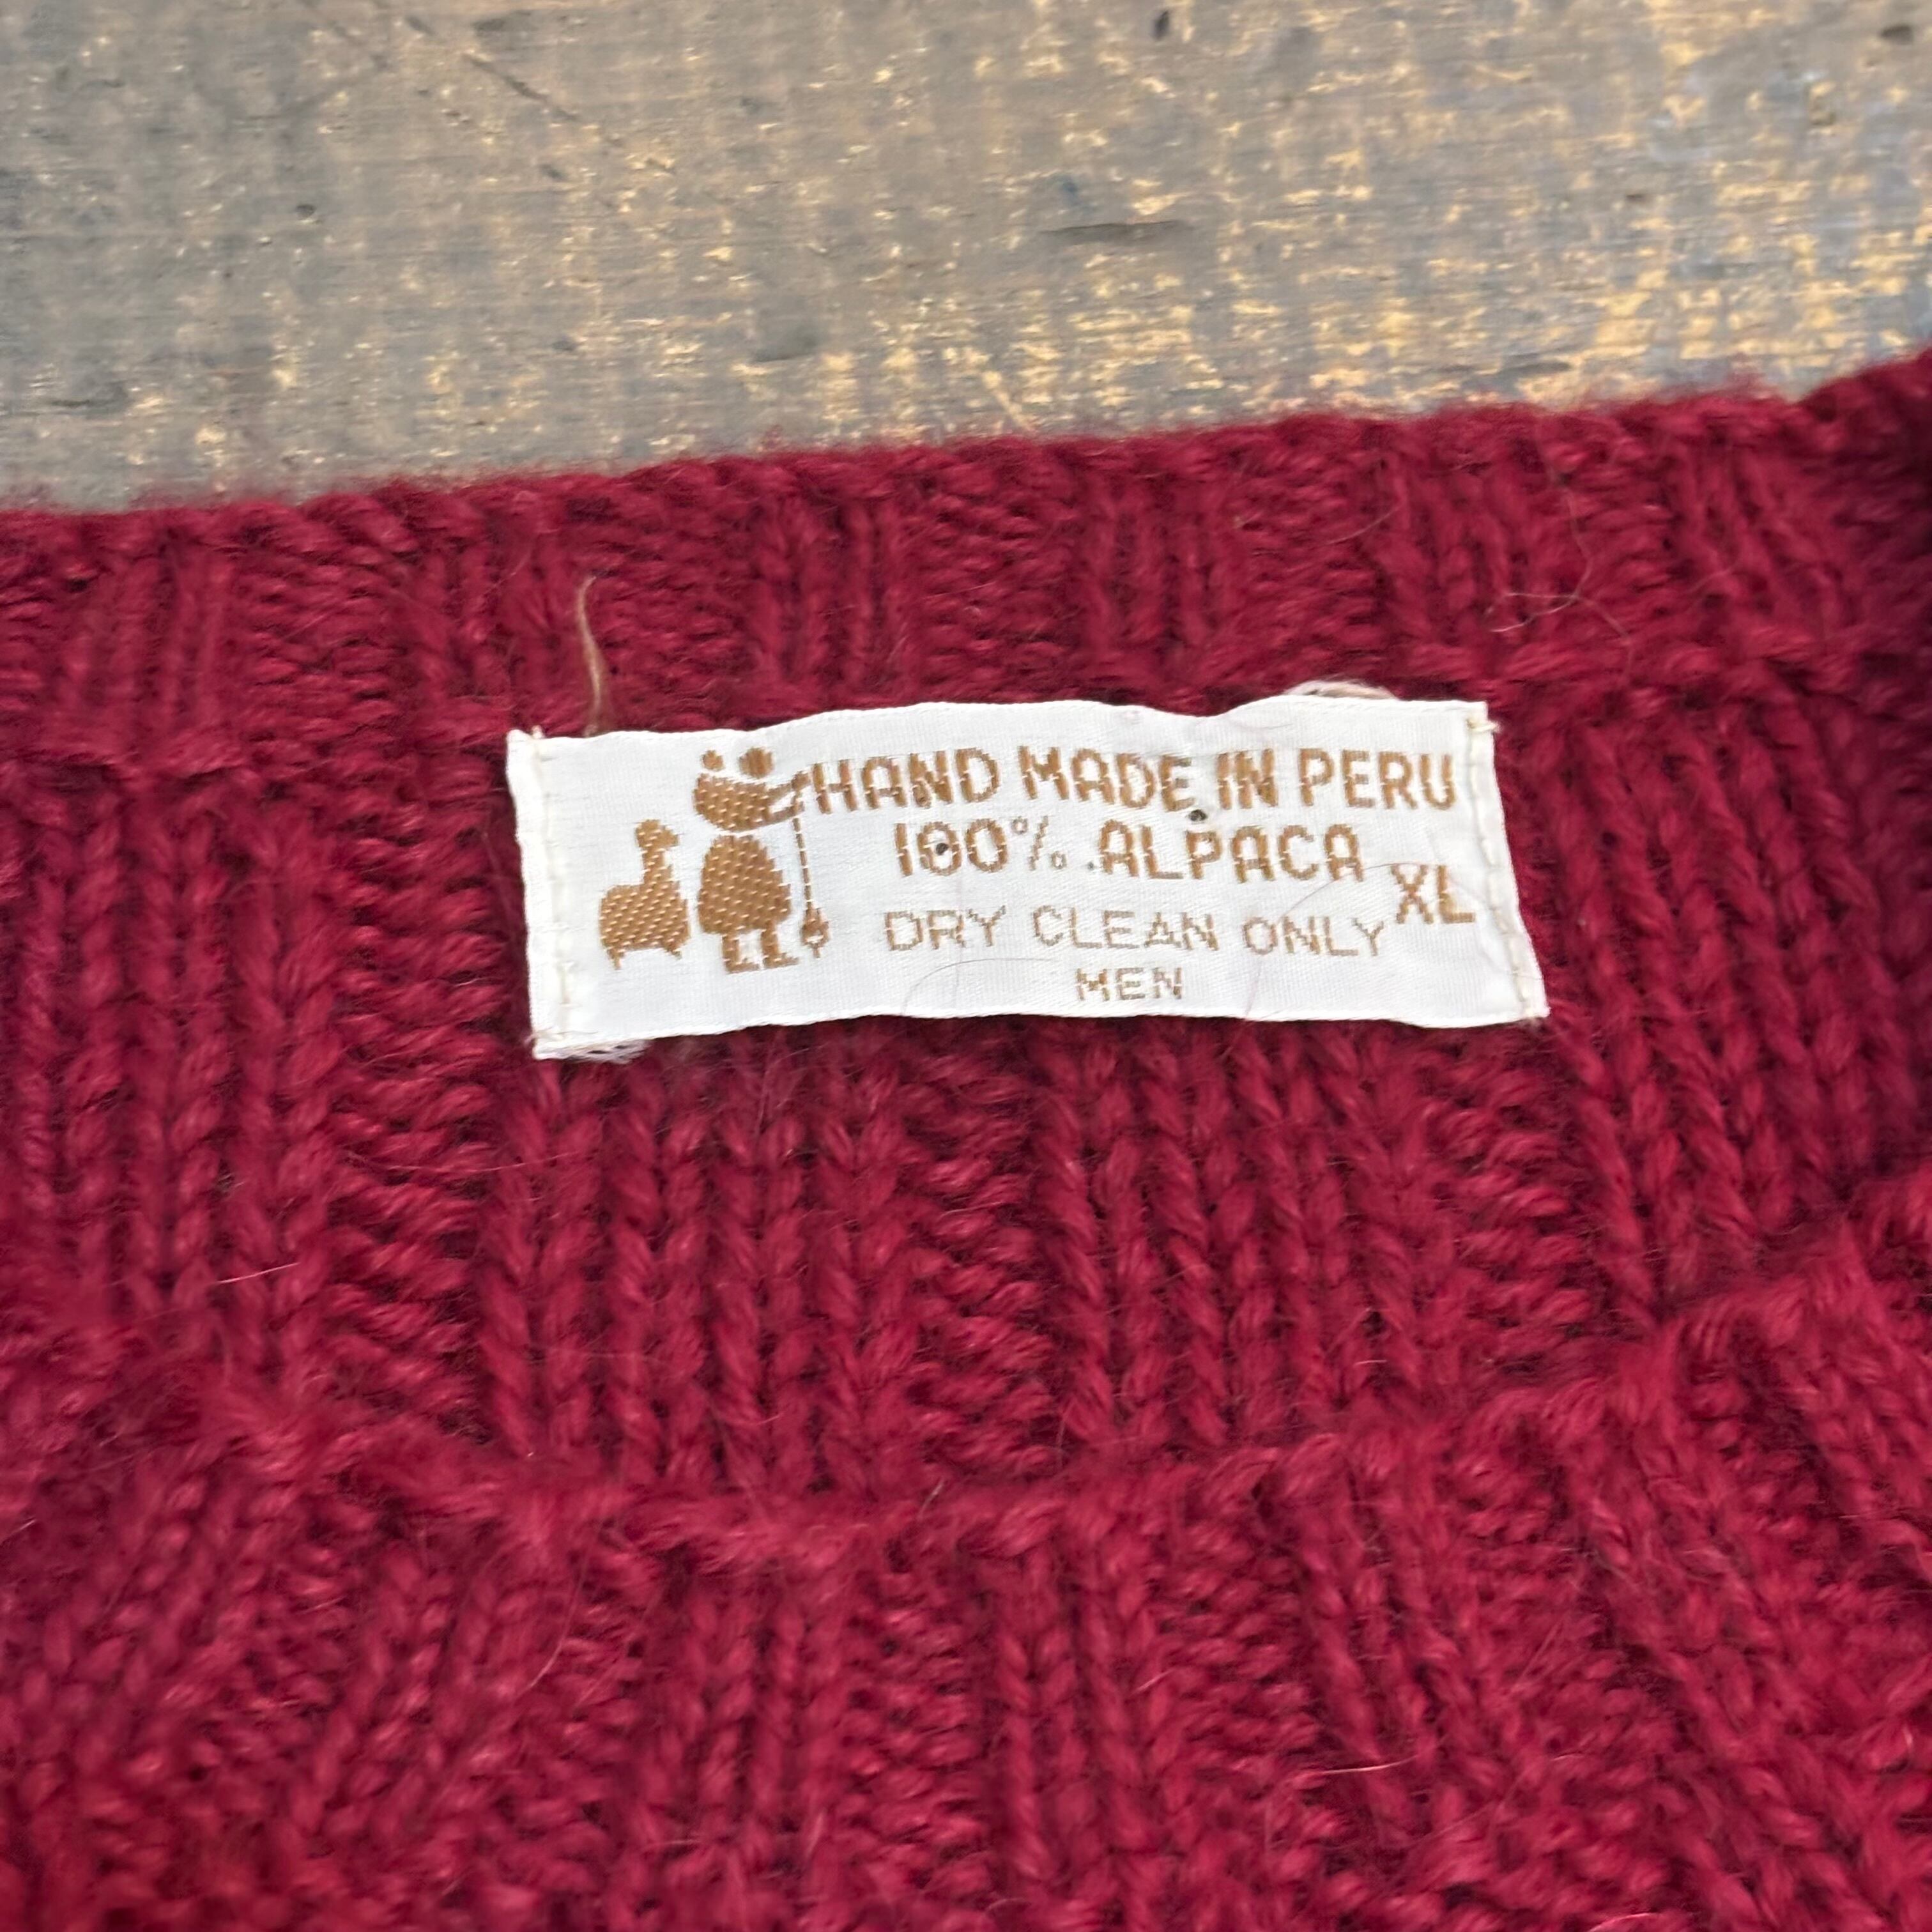 HAND MADE IN PERU
100% ALPACA
XL
DRY CLEAN ONLY
MEN